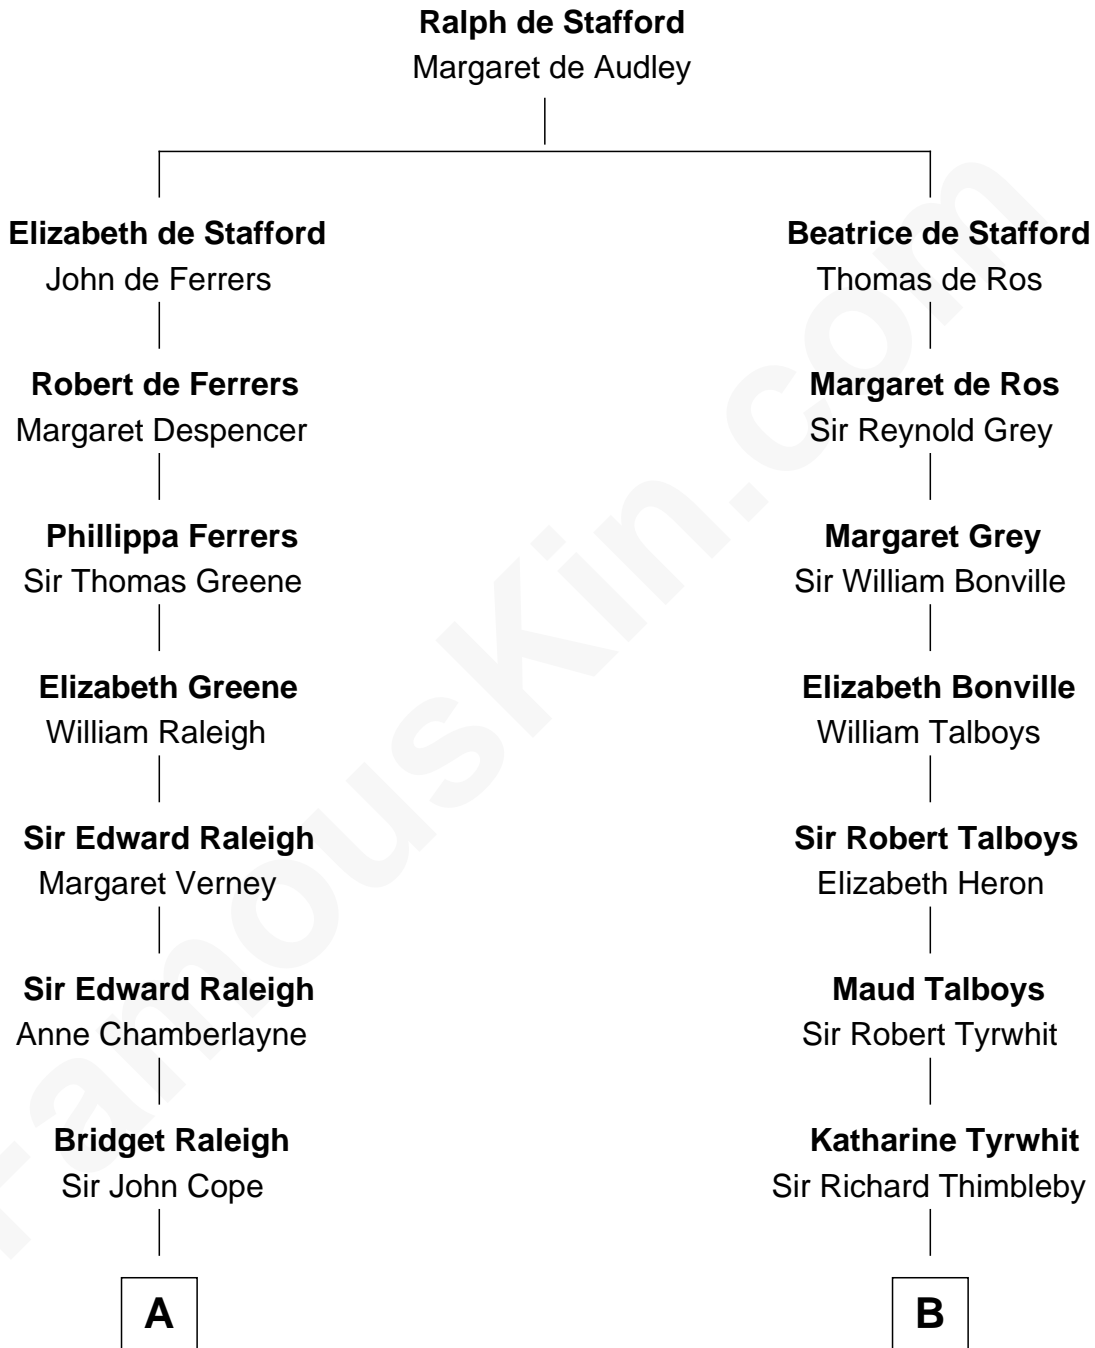 Ralph de Stafford
Margaret de Audley
Elizabeth de Stafford
John de Ferrers
Robert de Ferrers
Margaret Despencer
Phillippa Ferrers
Sir Thomas Greene
Elizabeth Greene
William Raleigh
Sir Edward Raleigh
Margaret Verney
Sir Edward Raleigh
Anne Chamberlayne
Bridget Raleigh
Sir John Cope
A
Beatrice de Stafford
Thomas de Ros
Margaret de Ros
Sir Reynold Grey
Margaret Grey
Sir William Bonville
Elizabeth Bonville
William Talboys
Sir Robert Talboys
Elizabeth Heron
Maud Talboys
Sir Robert Tyrwhit
Katharine Tyrwhit
Sir Richard Thimbleby
B
FamousKin.com